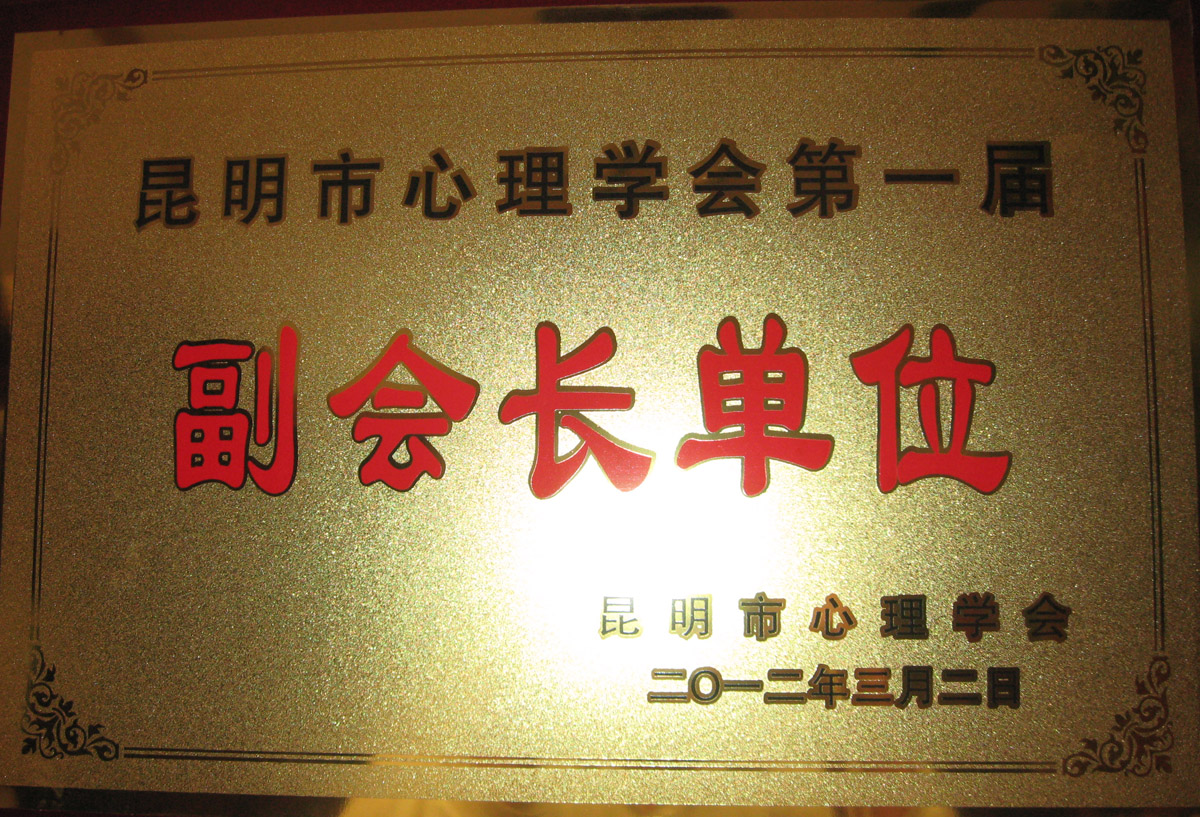 昆明市心理学会第一届
副会长单位
昆明市心理学会
二〇一二年三月二日